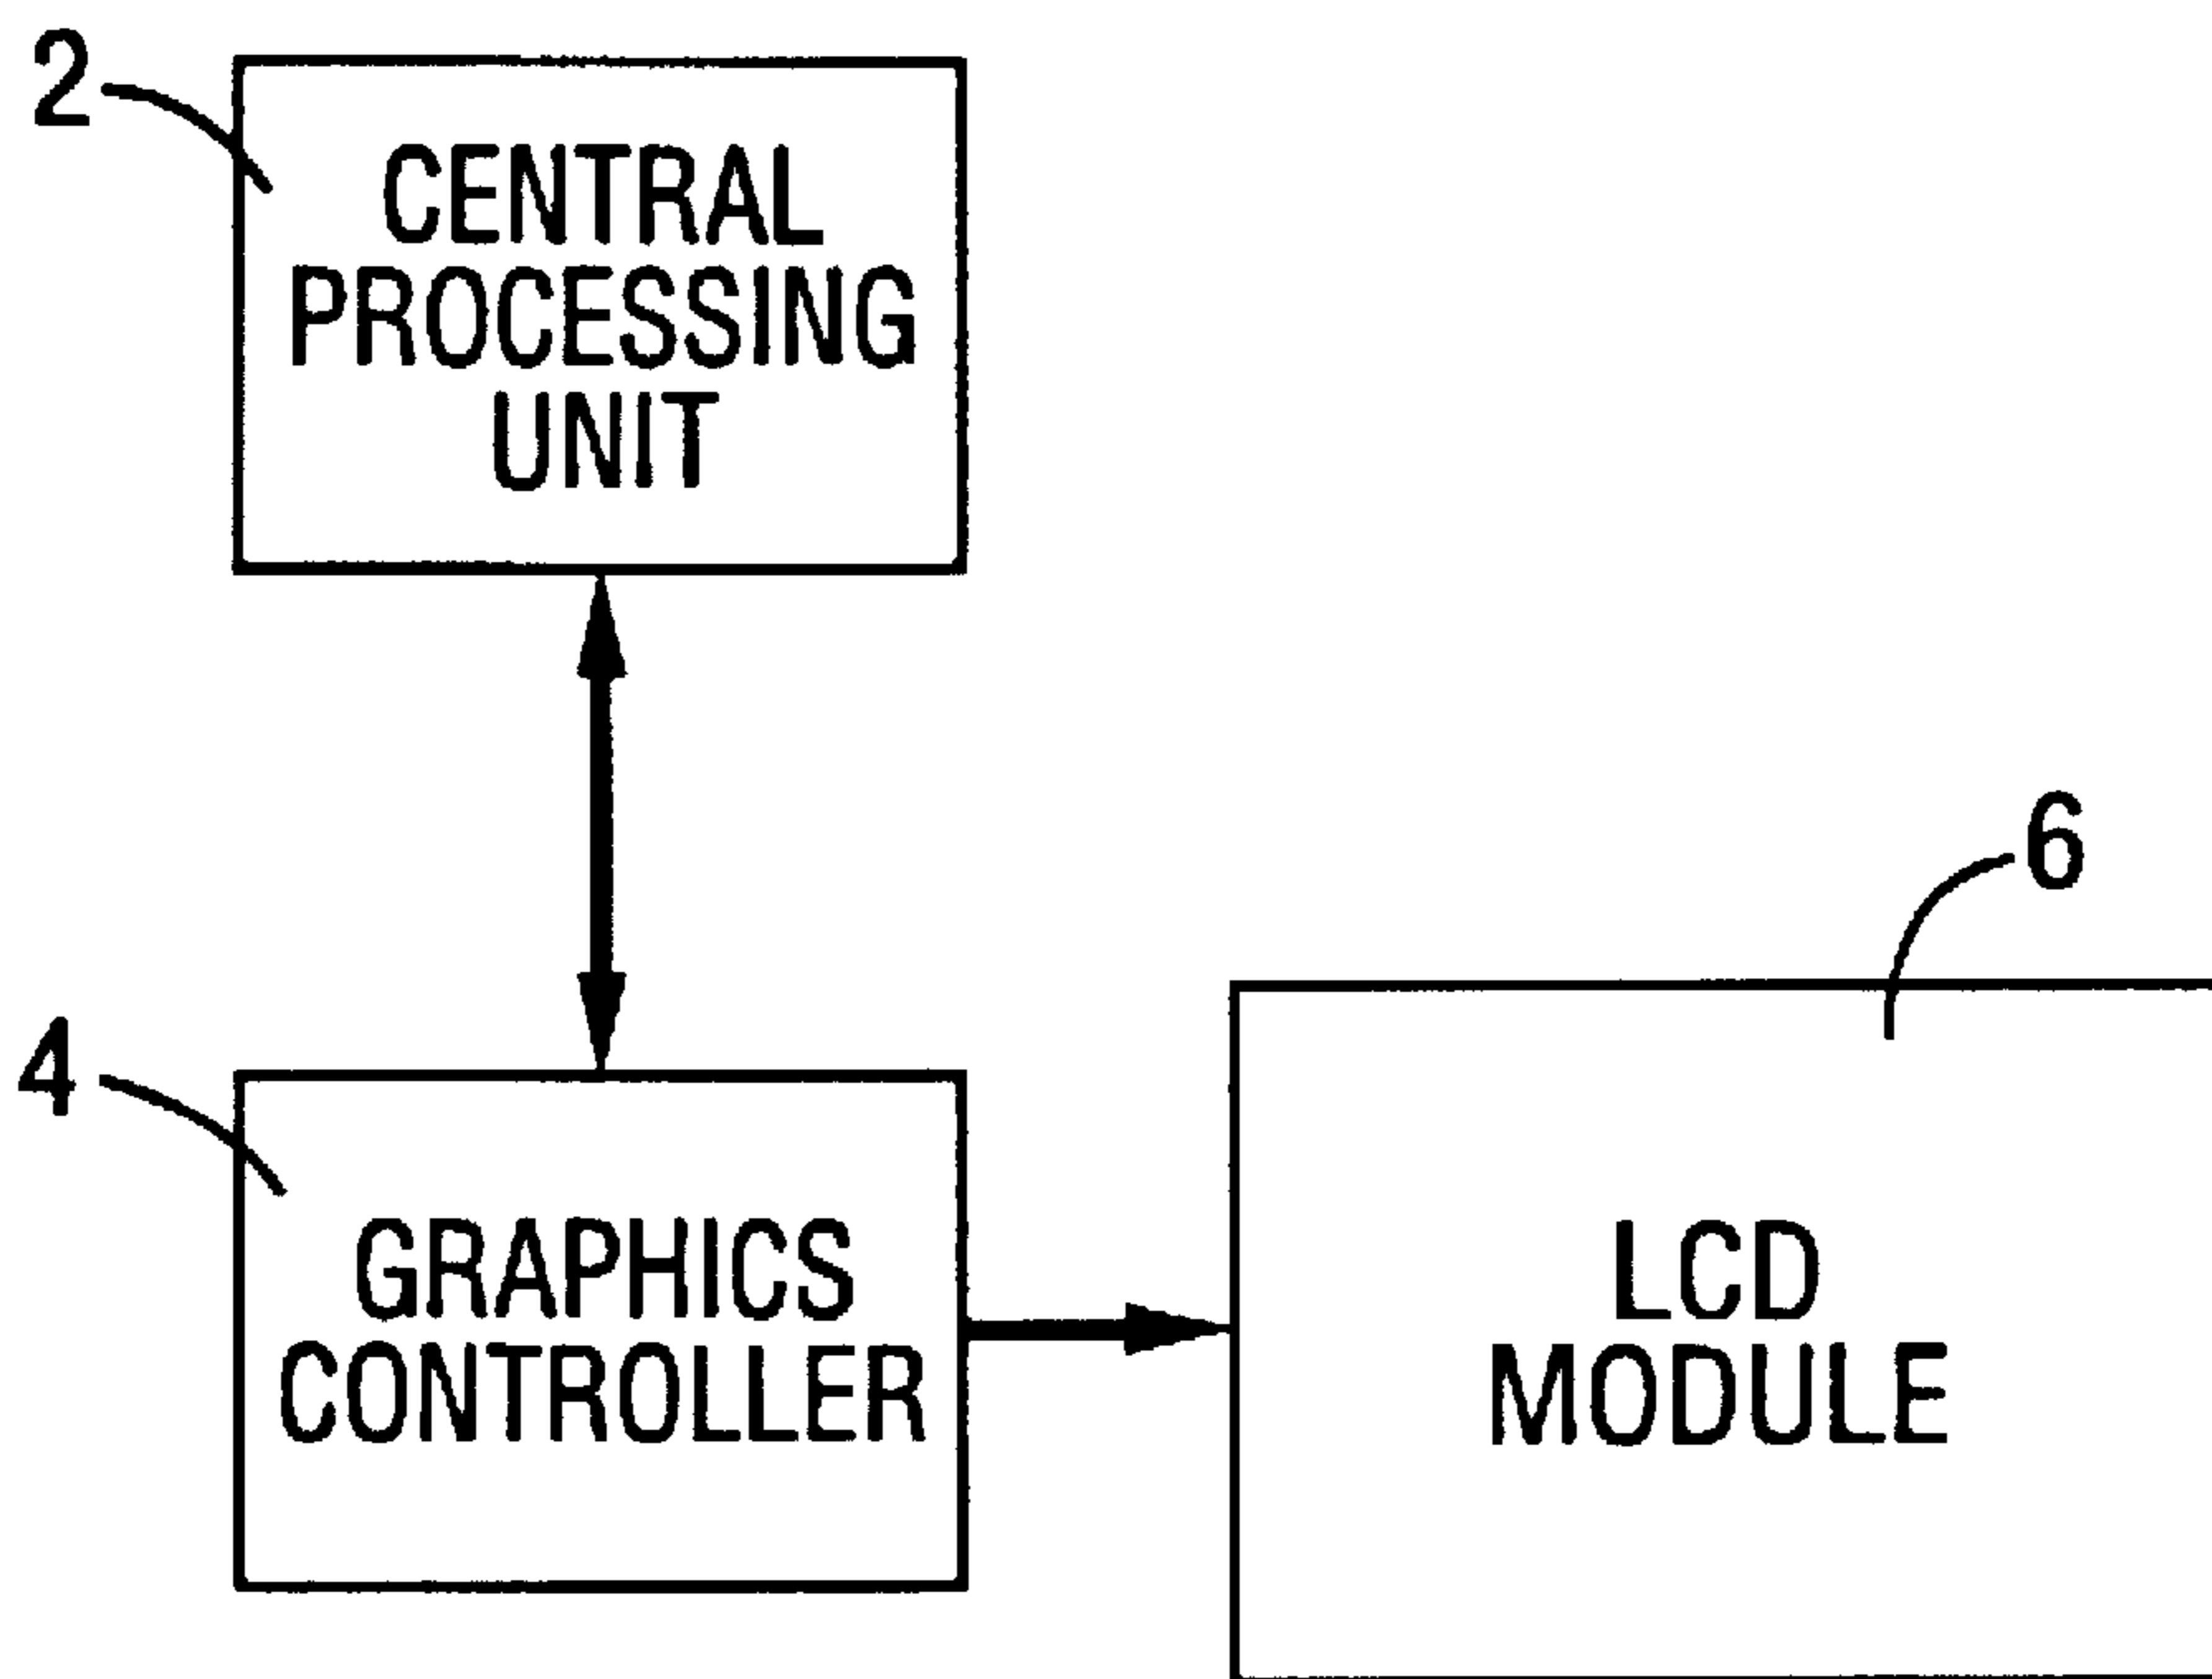 2
CENTRAL
PROCESSING
UNIT
6
4
GRAPHICS
CONTROLLER
LCD
MODULE